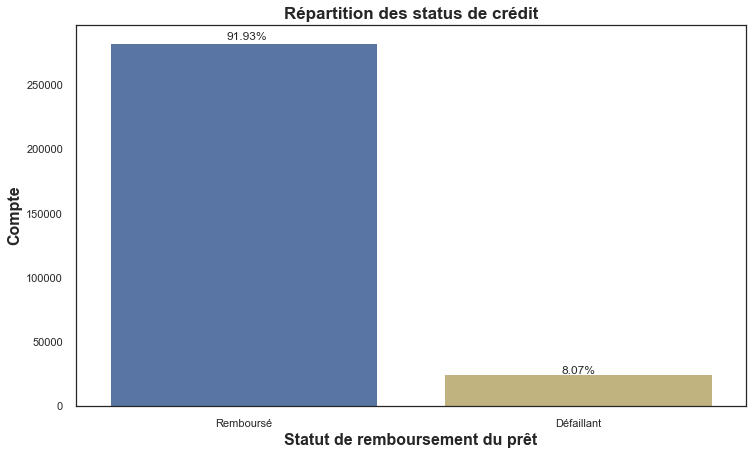 Répartition des status de crédit
91.93%
250000
200000
150000
100000
50000
0
Compte
8.07%
Remboursé
Défaillant
Statut de remboursement du prêt